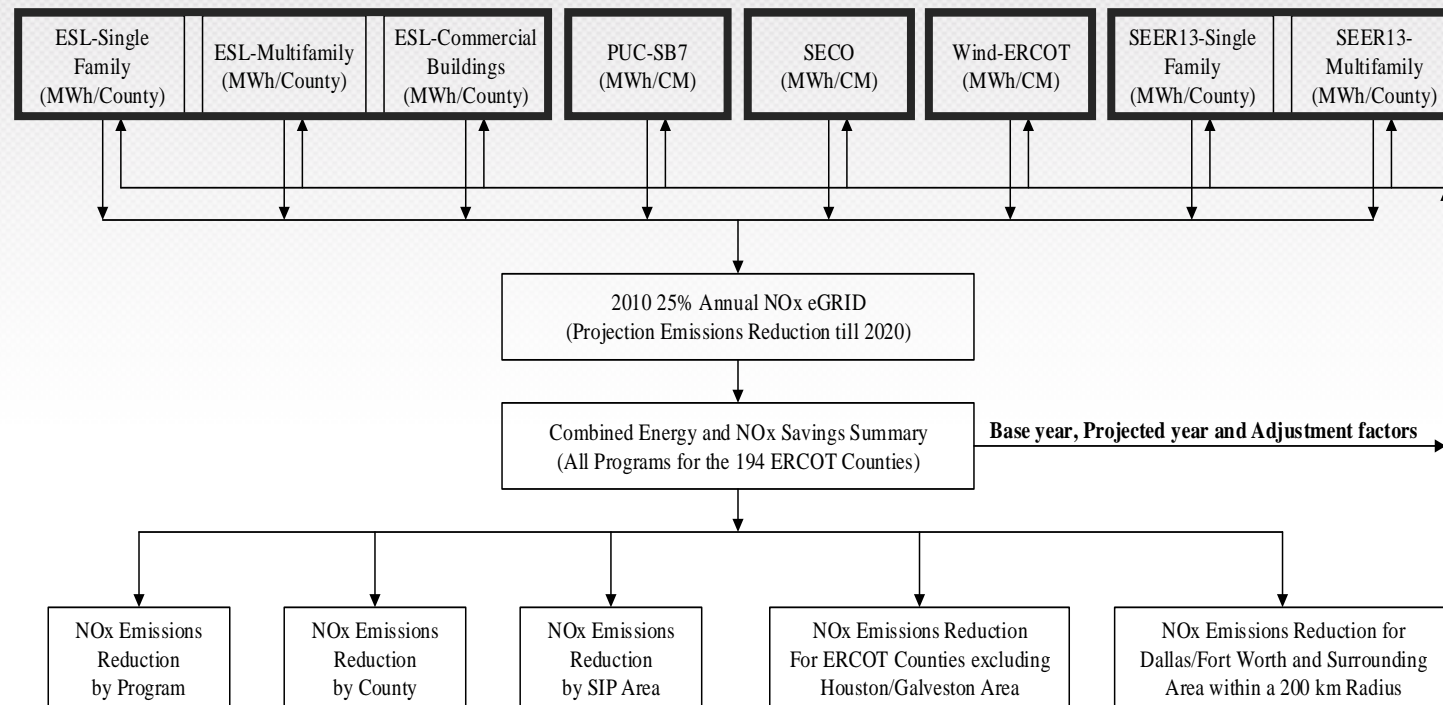 ESL-Single
Family
(MWh/County)
ESL-Multifamily
(MWh/County)
ESL-Commercial
Buildings
(MWh/County)
PUC-SB7
(MWh/CM)
SECO
(MWh/CM)
Wind-ERCOT
(MWh/CM)
SEER13-Single
Family
(MWh/County)
SEER13-
Multifamily
(MWh/County)
2010 25% Annual NOx eGRID
(Projection Emissions Reduction till 2020)
Combined Energy and NOx Savings Summary
(All Programs for the 194 ERCOT Counties)
Base year, Projected year and Adjustment factors
NOx Emissions
Reduction
by Program
NOx Emissions
Reduction
by County
NOx Emissions
Reduction
by SIP Area
NOx Emissions Reduction
For ERCOT Counties excluding
Houston/Galveston Area
NOx Emissions Reduction for
Dallas/Fort Worth and Surrounding
Area within a 200 km Radius